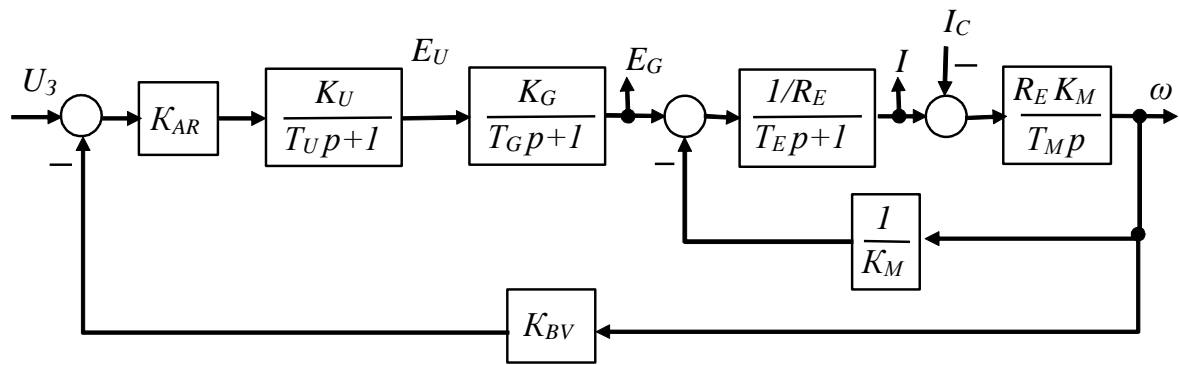 U₃
−
K_AR
K_U
T_U p+1
E_U
K_G
T_G p+1
E_G
−
1/R_E
T_E p+1
I
I_C
−
R_E K_M
T_M p
ω
1
K_M
K_BV